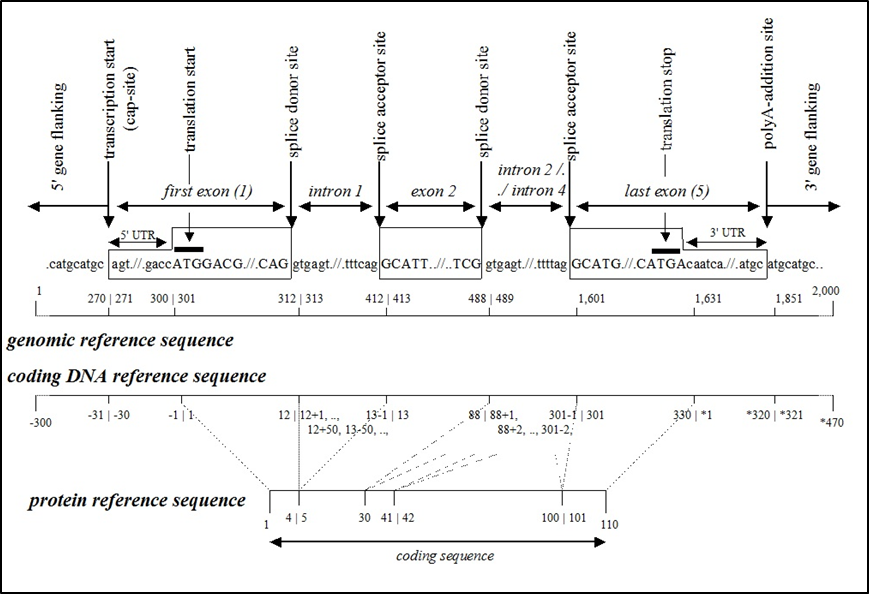 5' gene flanking
transcription start
(cap-site)
translation start
splice donor site
splice acceptor site
splice donor site
splice acceptor site
translation stop
polyA-addition site
3' gene flanking
first exon (1)
intron 1
exon 2
intron 2 /.
./ intron 4
last exon (5)
5' UTR
3' UTR
.catgcatgc agt.//.gaccATGGACG.//.CAG gtgagt.//.tttcag GCATT..//..TCG gtgagt.//.ttttag GCATG.//.CATGAcaatca.//.atgc atgcatgc..
1 2,000
270 | 271 300 | 301 312 | 313 412 | 413 488 | 489 1,601 1,631 1,851
genomic reference sequence
coding DNA reference sequence
-300 -31 | -30 -1 | 1 12 | 12+1, .., 13-1 | 13 88 | 88+1, 301-1 | 301 330 | *1 *320 | *321 *470
12+50, 13-50, .., 88+2, .., 301-2,
protein reference sequence
1 4 | 5 30 41 | 42 100 | 101 110
coding sequence